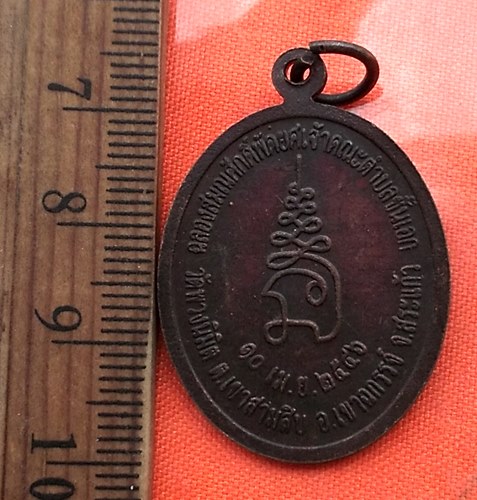 ฉลองสมณศักดิ์พัดยศเจ้าคณะตำบลชั้นเอก
๑๐ เม.ย. ๒๕๔๖
ต.เขาสามสิบ อ.เขาฉกรรจ์ จ.สระแก้ว
7
8
9
10